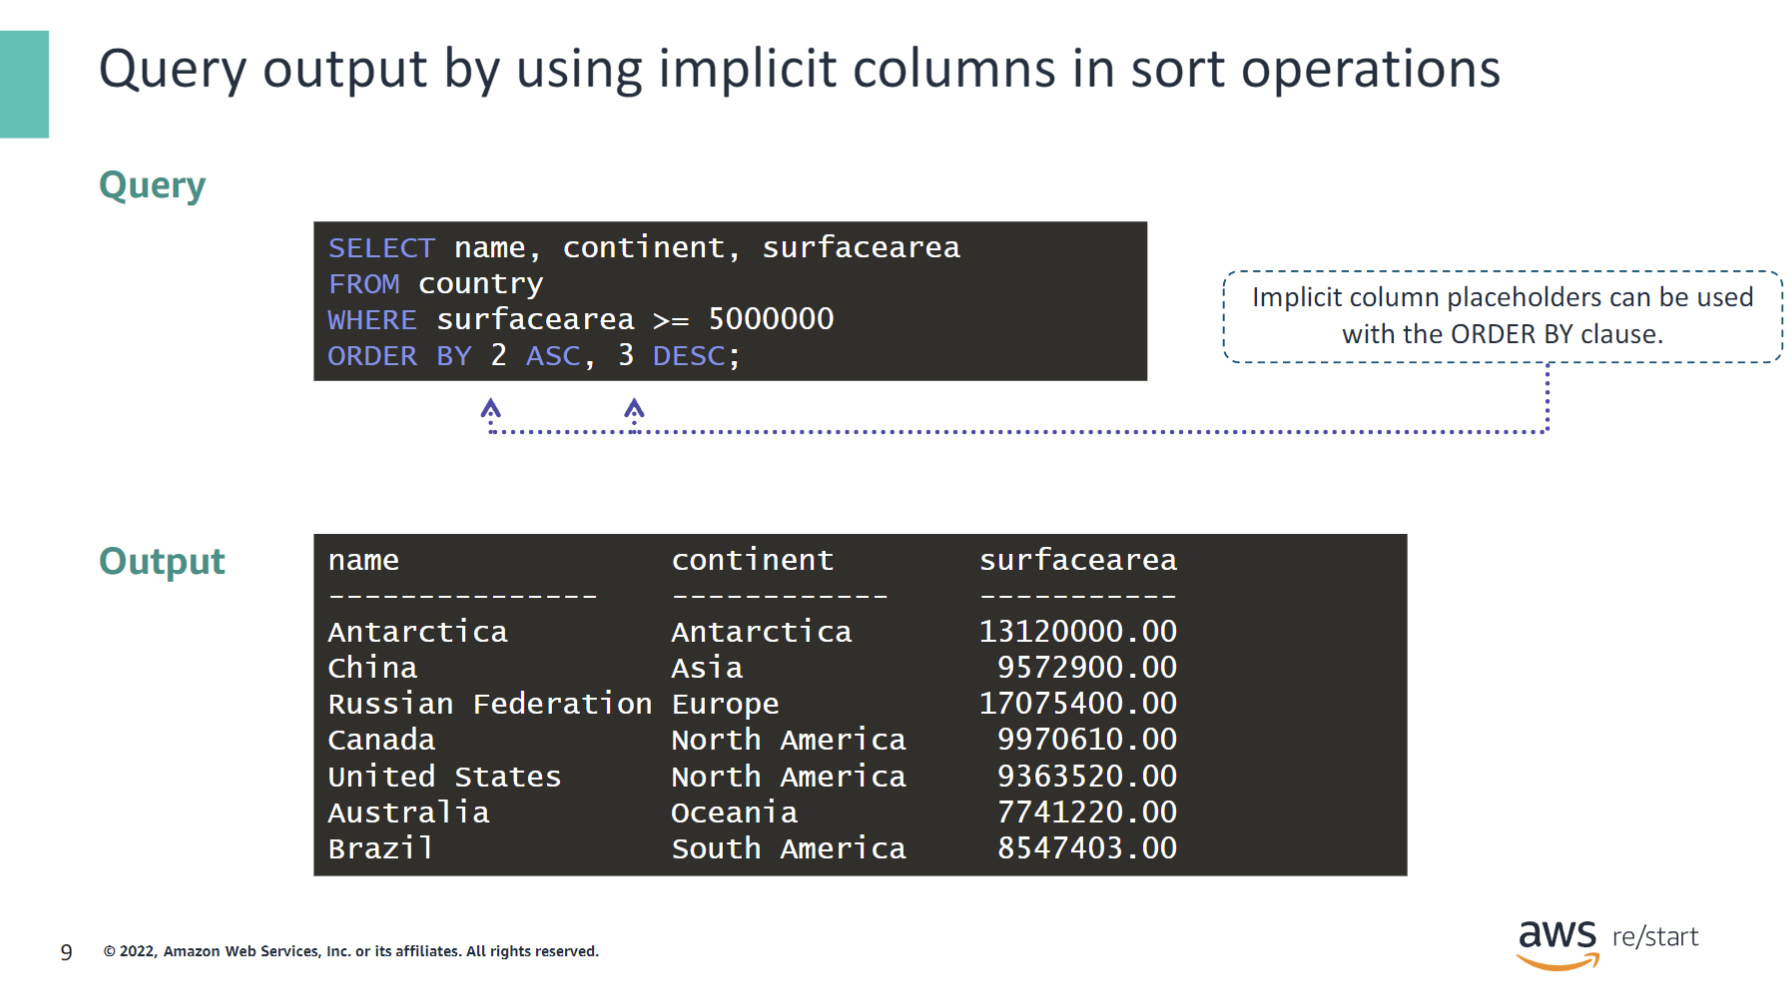 Query output by using implicit columns in sort operations
Query
SELECT name, continent, surfacearea
FROM country
WHERE surfacearea >= 5000000
ORDER BY 2 ASC, 3 DESC;
Implicit column placeholders can be used
with the ORDER BY clause.
Output
name continent surfacearea
--------------- ------------ -----------
Antarctica Antarctica 13120000.00
China Asia 9572900.00
Russian Federation Europe 17075400.00
Canada North America 9970610.00
United States North America 9363520.00
Australia Oceania 7741220.00
Brazil South America 8547403.00
9 © 2022, Amazon Web Services, Inc. or its affiliates. All rights reserved.
aws re/start